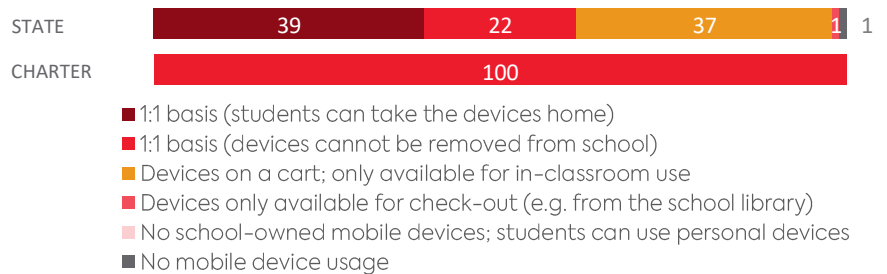 STATE 39 22 37 1 1
CHARTER 100
1:1 basis (students can take the devices home)
1:1 basis (devices cannot be removed from school)
Devices on a cart; only available for in-classroom use
Devices only available for check-out (e.g. from the school library)
No school-owned mobile devices; students can use personal devices
No mobile device usage